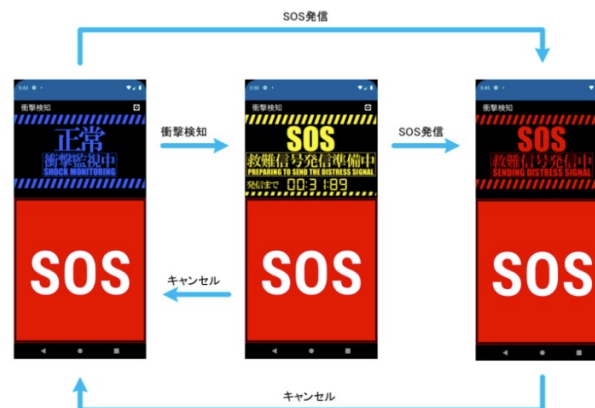 SOS発信
衝撃検知
正常
衝撃監視中
SHOCK MONITORING
SOS
衝撃検知
キャンセル
衝撃検知
SOS
救難信号発信準備中
PREPARING TO SEND THE DISTRESS SIGNAL
発信まで 00:31:89
SOS
SOS発信
衝撃検知
SOS
救難信号発信中
SENDING DISTRESS SIGNAL
SOS
キャンセル